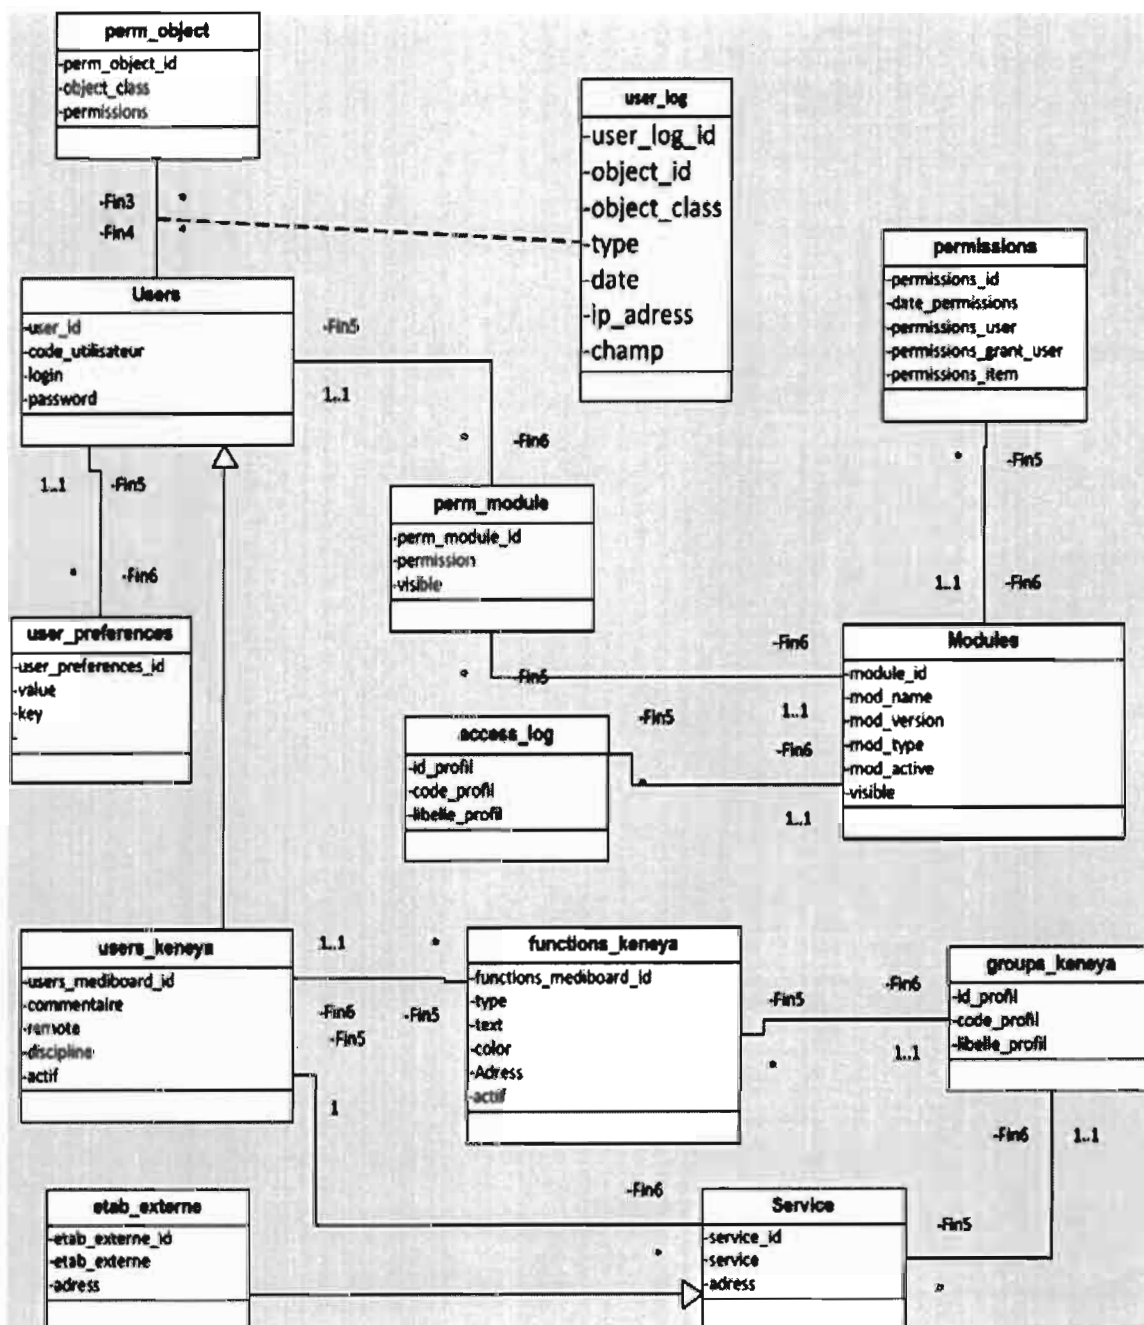 perm_object
-perm_object_id
-object_class
-permissions
user_log
-user_log_id
-object_id
-object_class
-type
-date
-ip_adress
-champ
-Fin3 *
-Fin4 *
permissions
-permissions_id
-date_permissions
-permissions_user
-permissions_grant_user
-permissions_item
Users
-user_id
-code_utilisateur
-login
-password
-Fin5
1..1
* -Fin6
* -Fin5
1..1 -Fin5
* -Fin6
perm_module
-perm_module_id
-permission
-visible
1..1 -Fin6
user_preferences
-user_preferences_id
-value
-key
-
Modules
-module_id
-mod_name
-mod_version
-mod_type
-mod_active
-visible
-Fin6
* -Fin5
1..1
-Fin5
-Fin6
*
1..1
access_log
-id_profil
-code_profil
-libelle_profil
users_keneya
-users_mediboard_id
-commentaire
-remote
-discipline
-actif
1..1 *
-Fin6 -Fin5
-Fin5
1
functions_keneya
-functions_mediboard_id
-type
-text
-color
-Adress
-actif
-Fin6
-Fin5
1..1
*
groups_keneya
-id_profil
-code_profil
-libelle_profil
-Fin6 1..1
etab_externe
-etab_externe_id
-etab_externe
-adress
-Fin6
*
Service
-service_id
-service
-adress
-Fin5
*